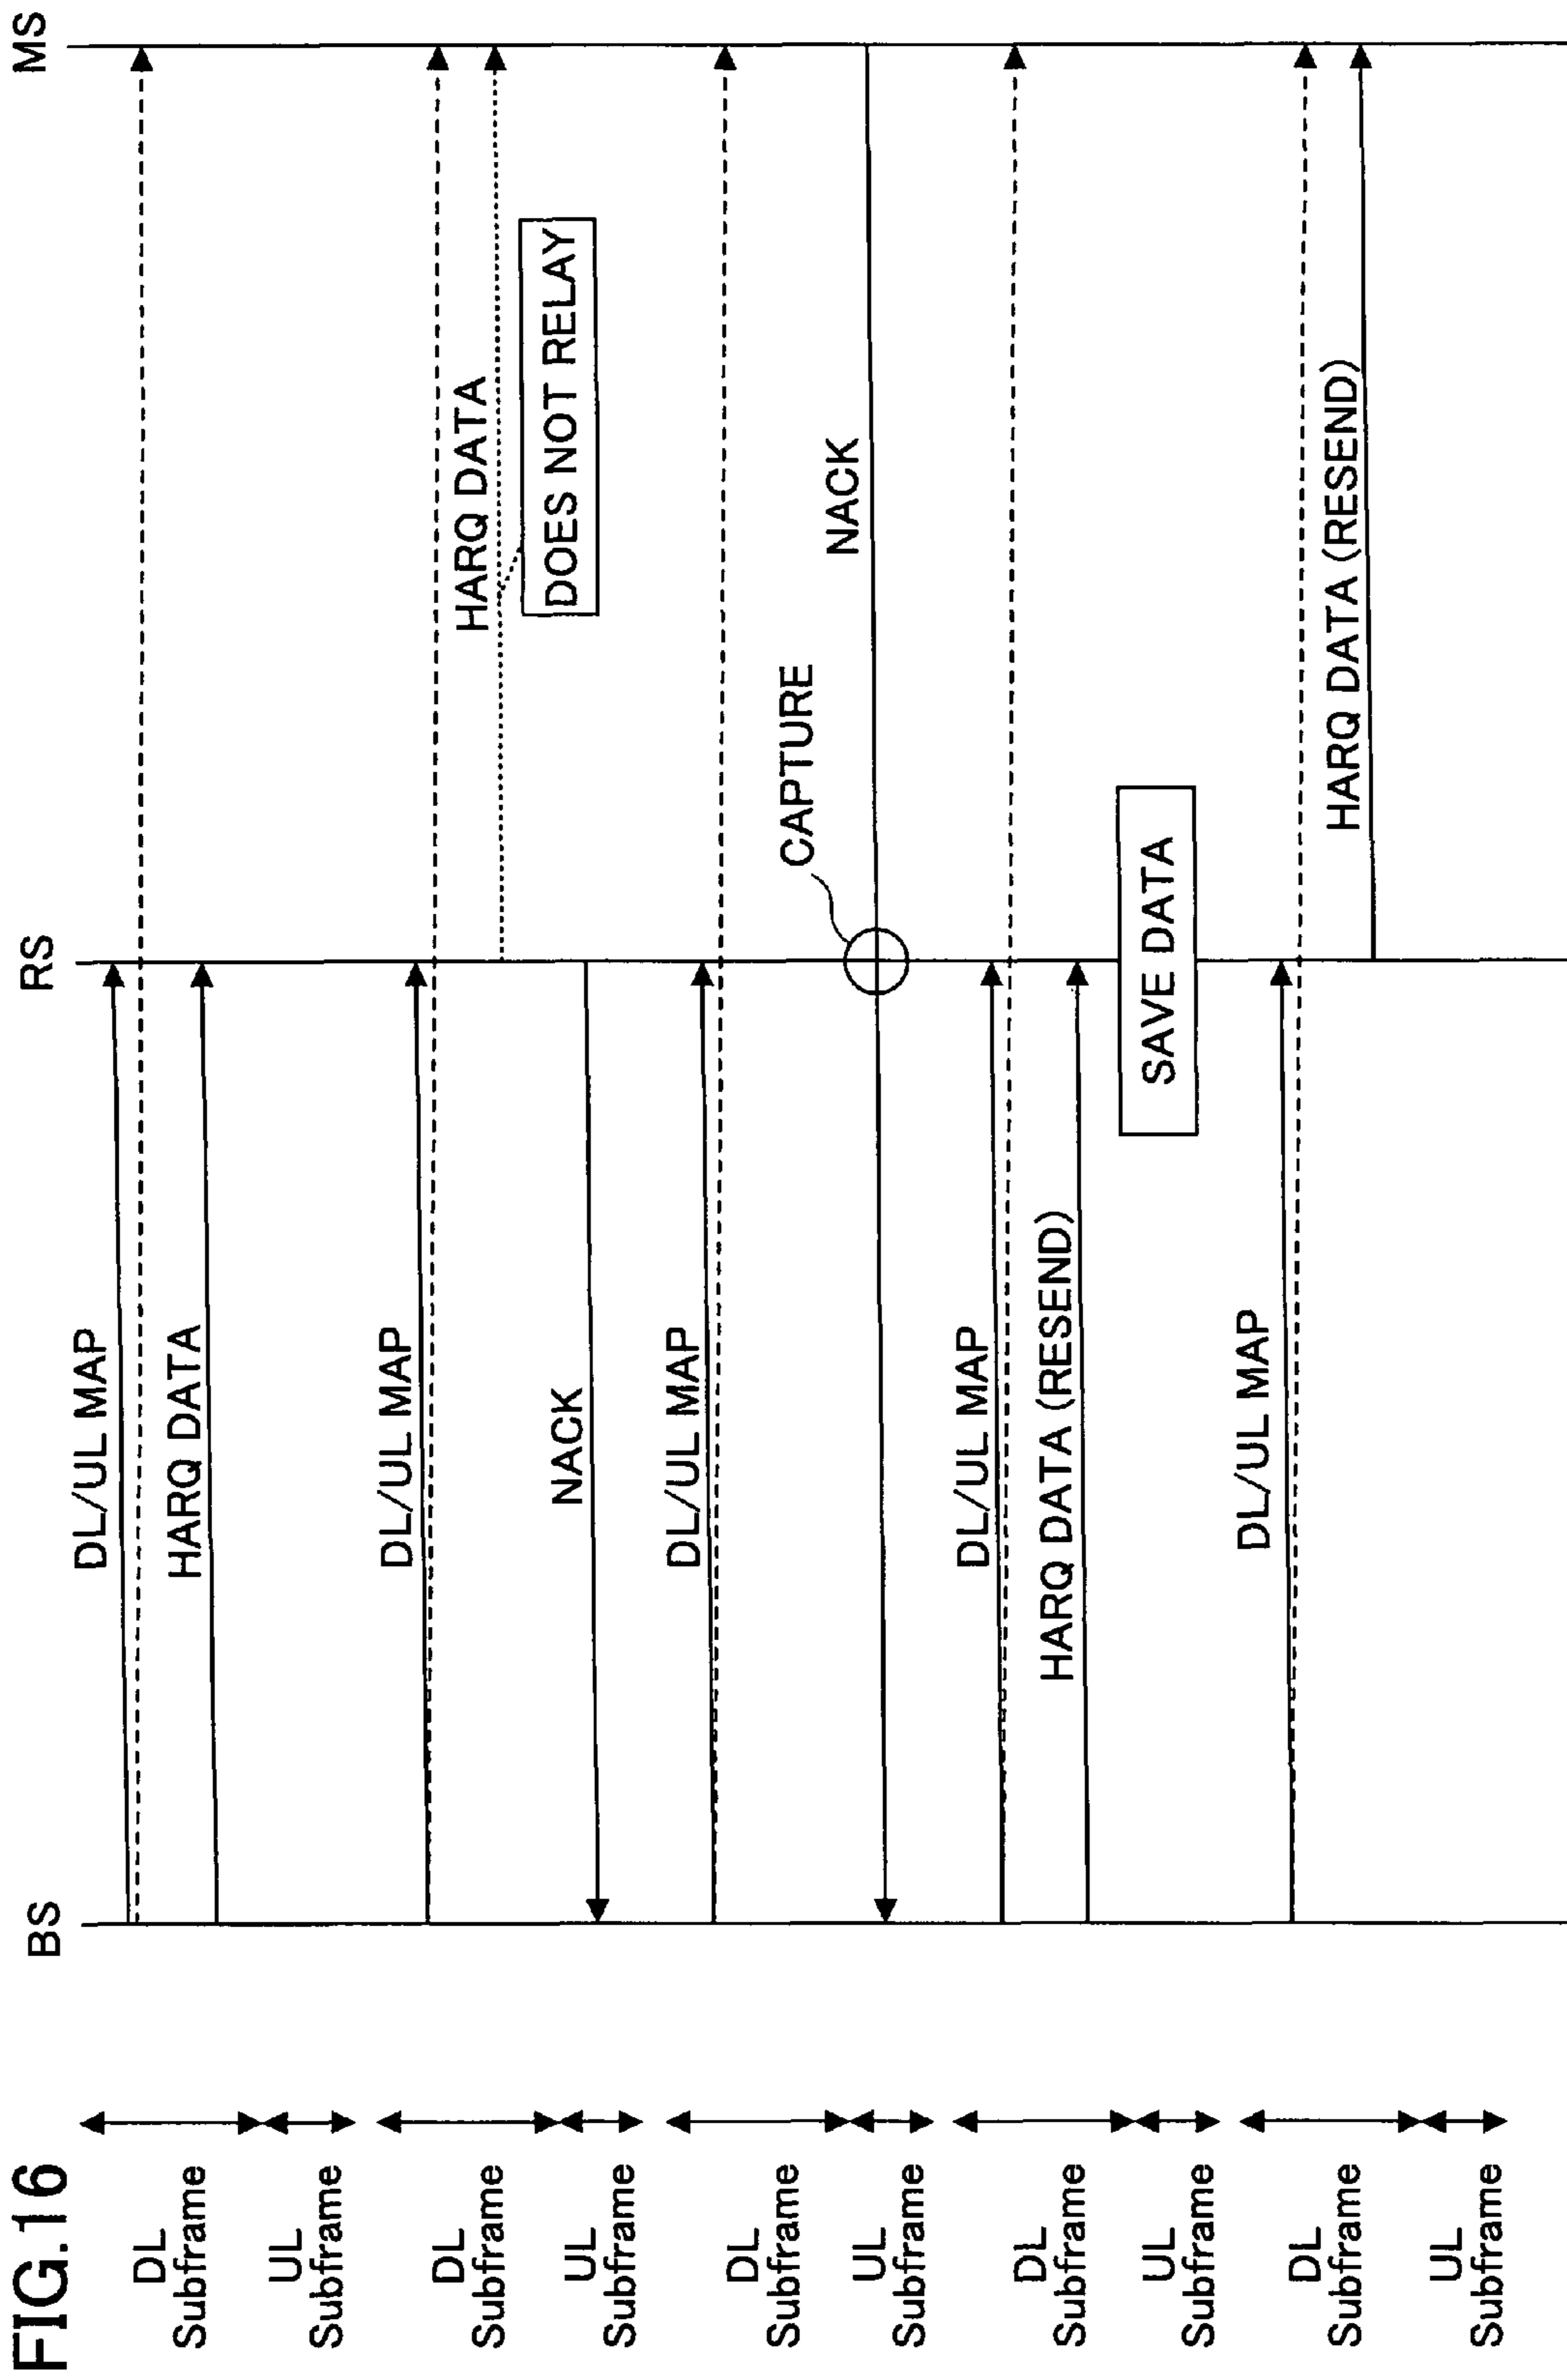 FIG.16
BS
RS
MS
DL
Subframe
DL/UL MAP
HARQ DATA
UL
Subframe
DL
Subframe
DL/UL MAP
HARQ DATA
DOES NOT RELAY
UL
Subframe
NACK
DL
Subframe
DL/UL MAP
CAPTURE
UL
Subframe
NACK
DL
Subframe
DL/UL MAP
HARQ DATA (RESEND)
UL
Subframe
SAVE DATA
DL
Subframe
DL/UL MAP
HARQ DATA (RESEND)
UL
Subframe